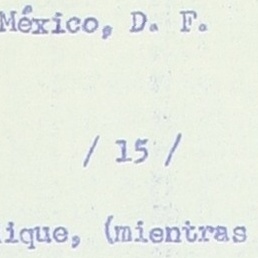 México, D. F.
/ 15 /
lique, (mientras